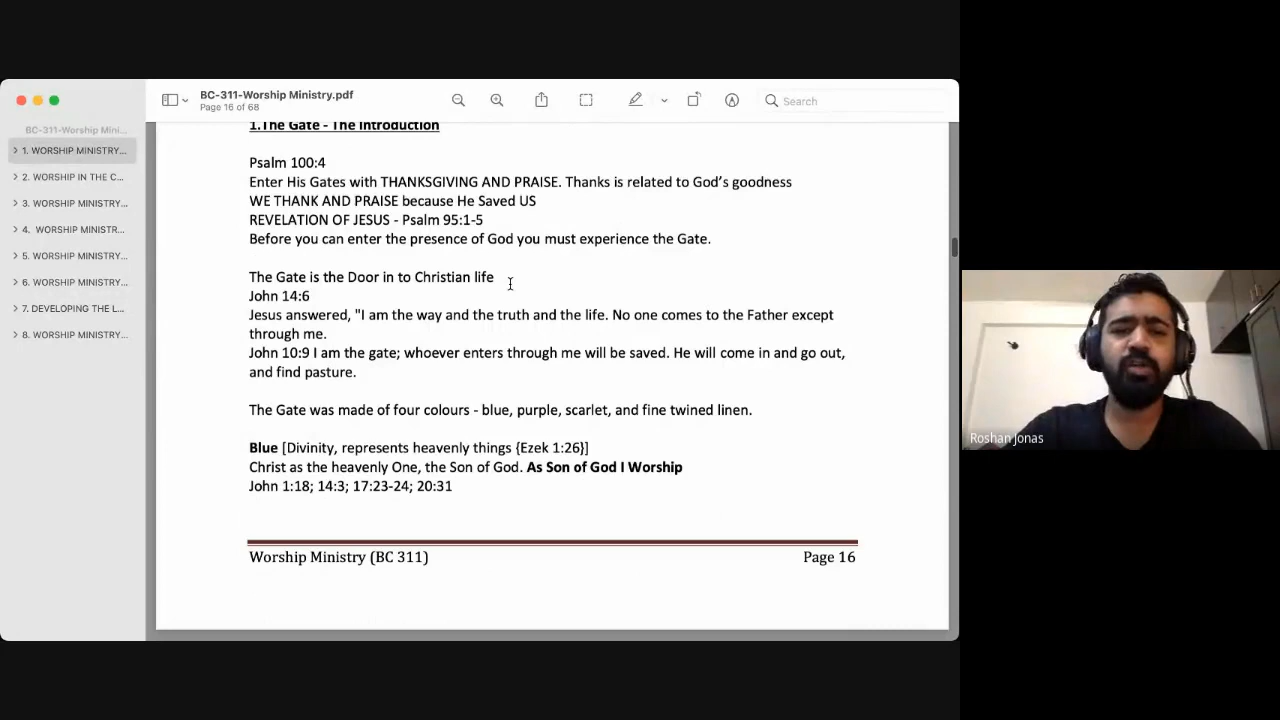 BC-311-Worship Ministry.pdf
Page 16 of 68
Search
BC-311-Worship Mini...
1. WORSHIP MINISTRY...
2. WORSHIP IN THE C...
3. WORSHIP MINISTRY...
4. WORSHIP MINISTR...
5. WORSHIP MINISTRY...
6. WORSHIP MINISTRY...
7. DEVELOPING THE L...
8. WORSHIP MINISTRY...
1.The Gate - The Introduction
Psalm 100:4
Enter His Gates with THANKSGIVING AND PRAISE. Thanks is related to God’s goodness
WE THANK AND PRAISE because He Saved US
REVELATION OF JESUS - Psalm 95:1-5
Before you can enter the presence of God you must experience the Gate.
The Gate is the Door in to Christian life
John 14:6
Jesus answered, "I am the way and the truth and the life. No one comes to the Father except
through me.
John 10:9 I am the gate; whoever enters through me will be saved. He will come in and go out,
and find pasture.
The Gate was made of four colours - blue, purple, scarlet, and fine twined linen.
Blue [Divinity, represents heavenly things {Ezek 1:26}]
Christ as the heavenly One, the Son of God. As Son of God I Worship
John 1:18; 14:3; 17:23-24; 20:31
Worship Ministry (BC 311)
Page 16
Roshan Jonas